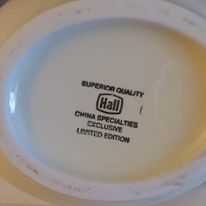 SUPERIOR QUALITY
Hall
CHINA SPECIALTIES
EXCLUSIVE
LIMITED EDITION